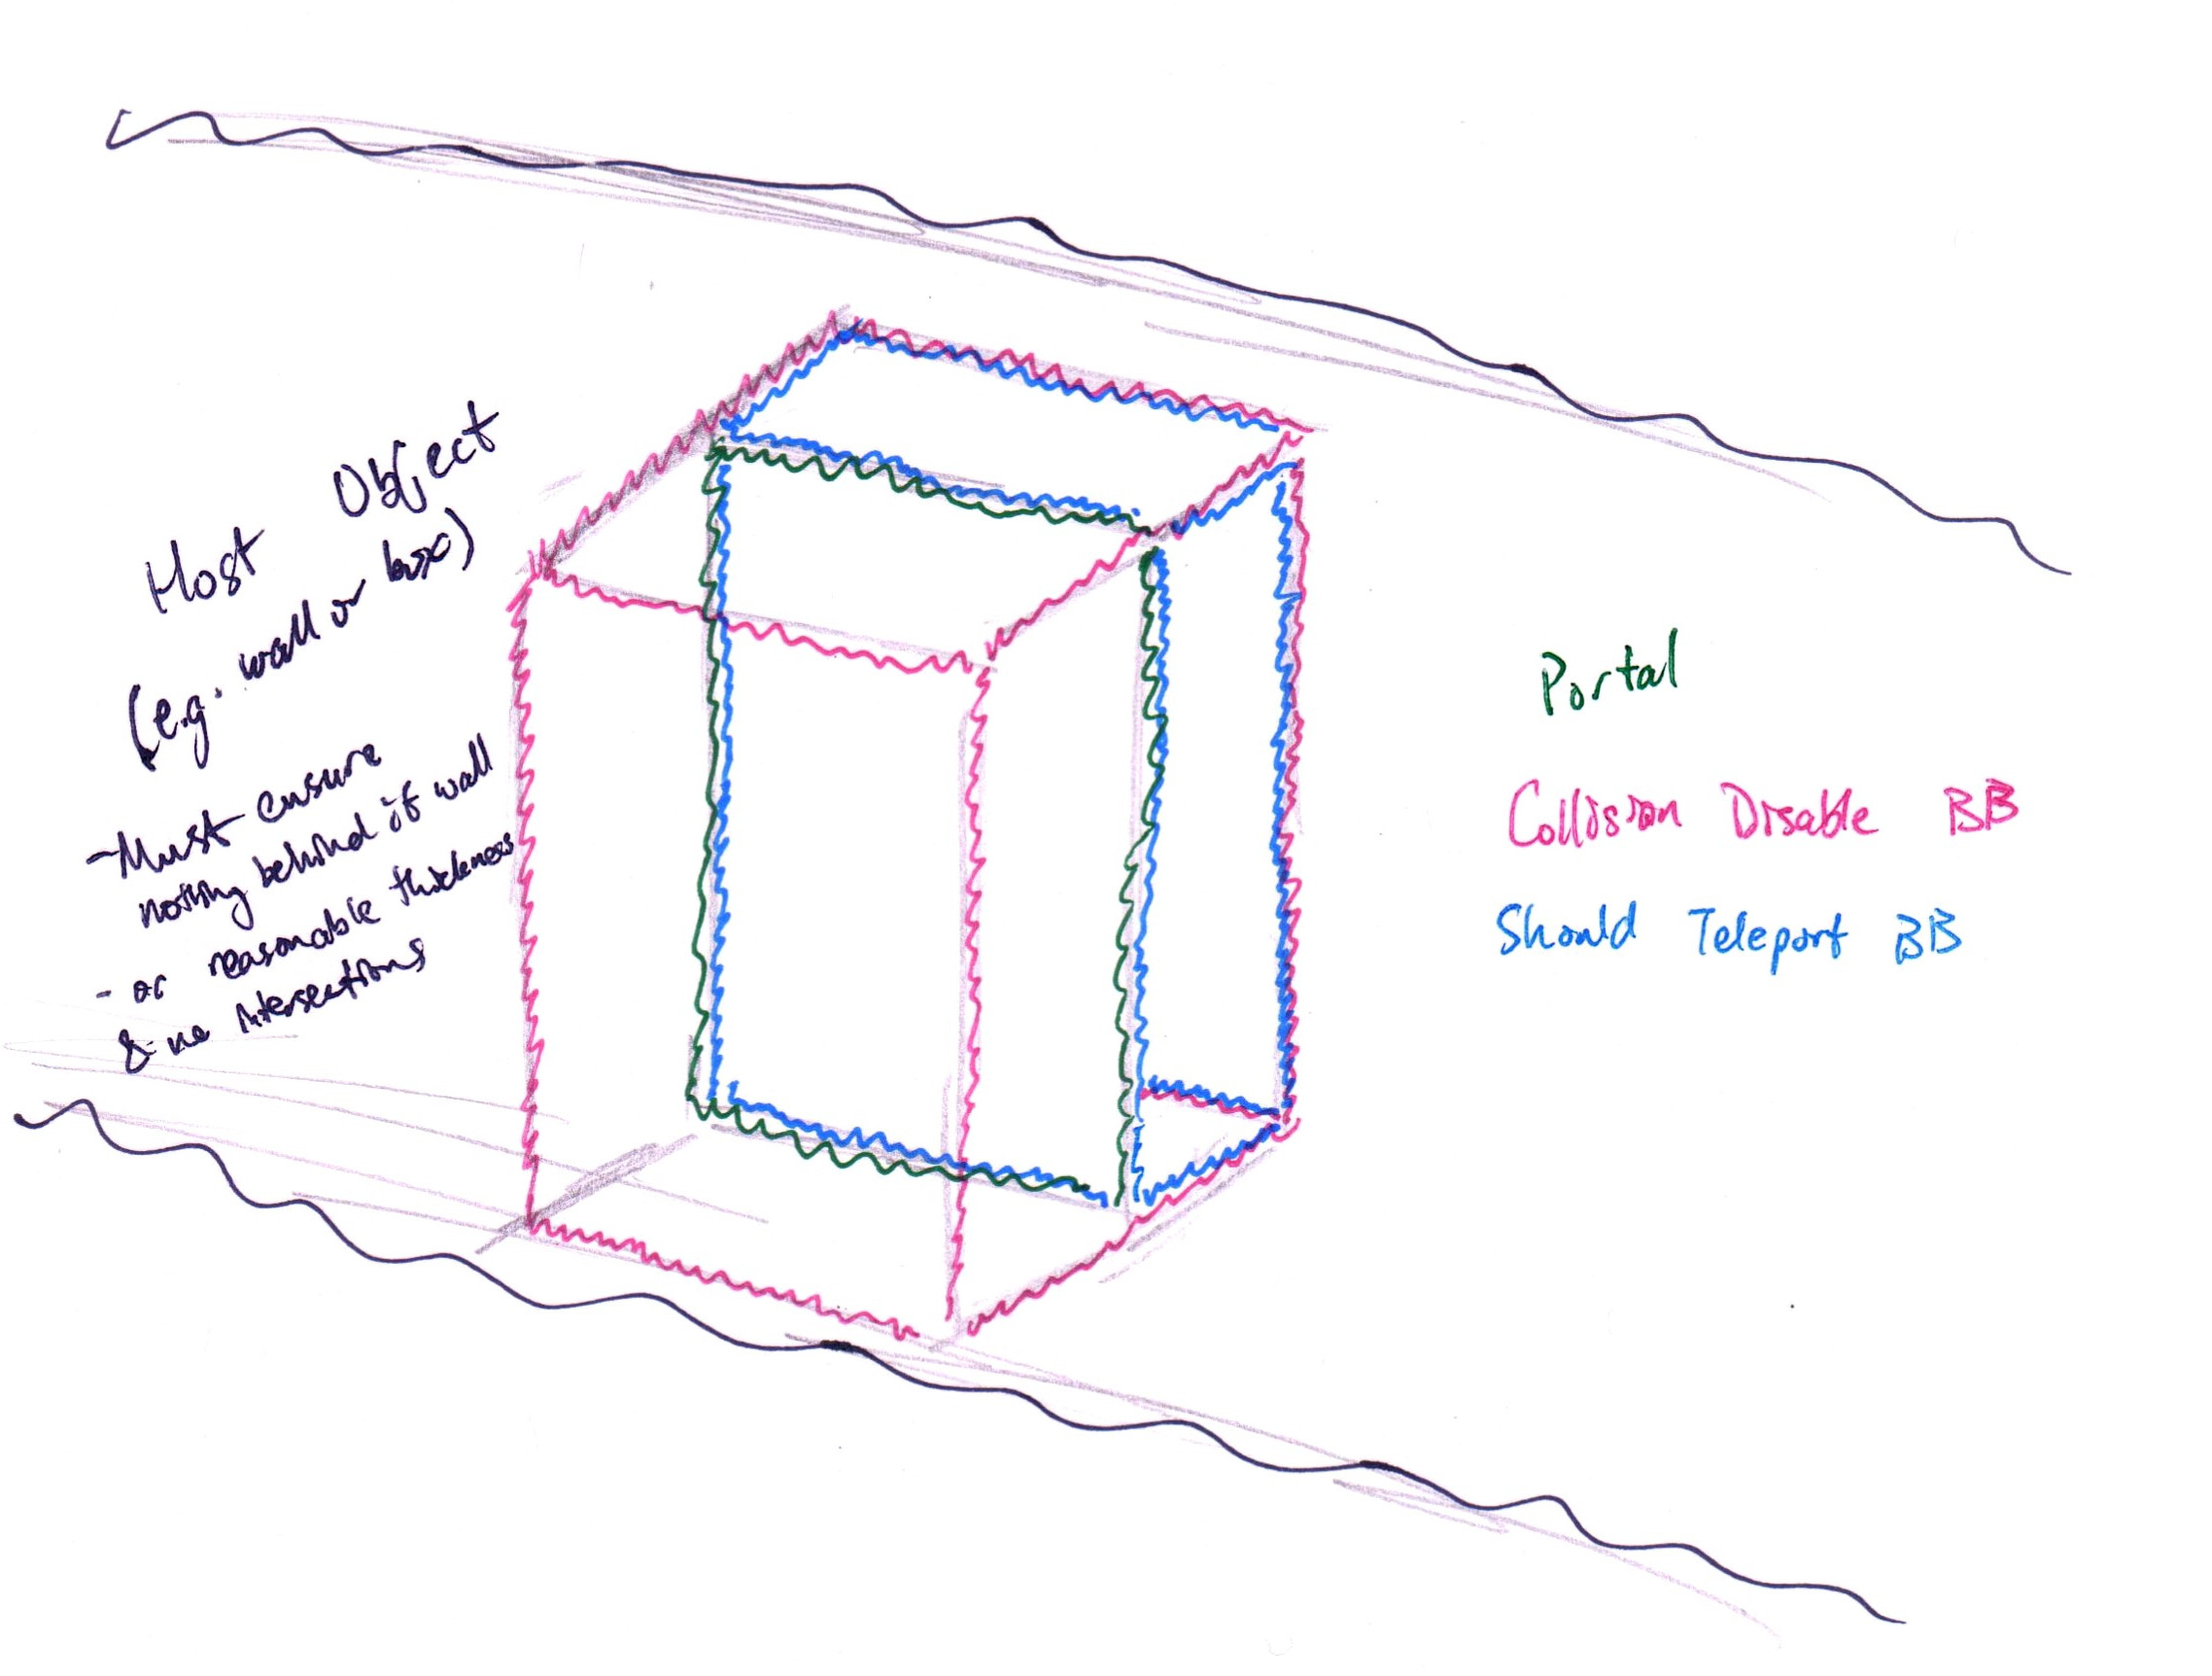 Host Object
(e.g. wall or box)
- Must ensure
nothing behind if wall
- or reasonable thickness
& no intersections
Portal
Collision Disable BB
Should Teleport BB